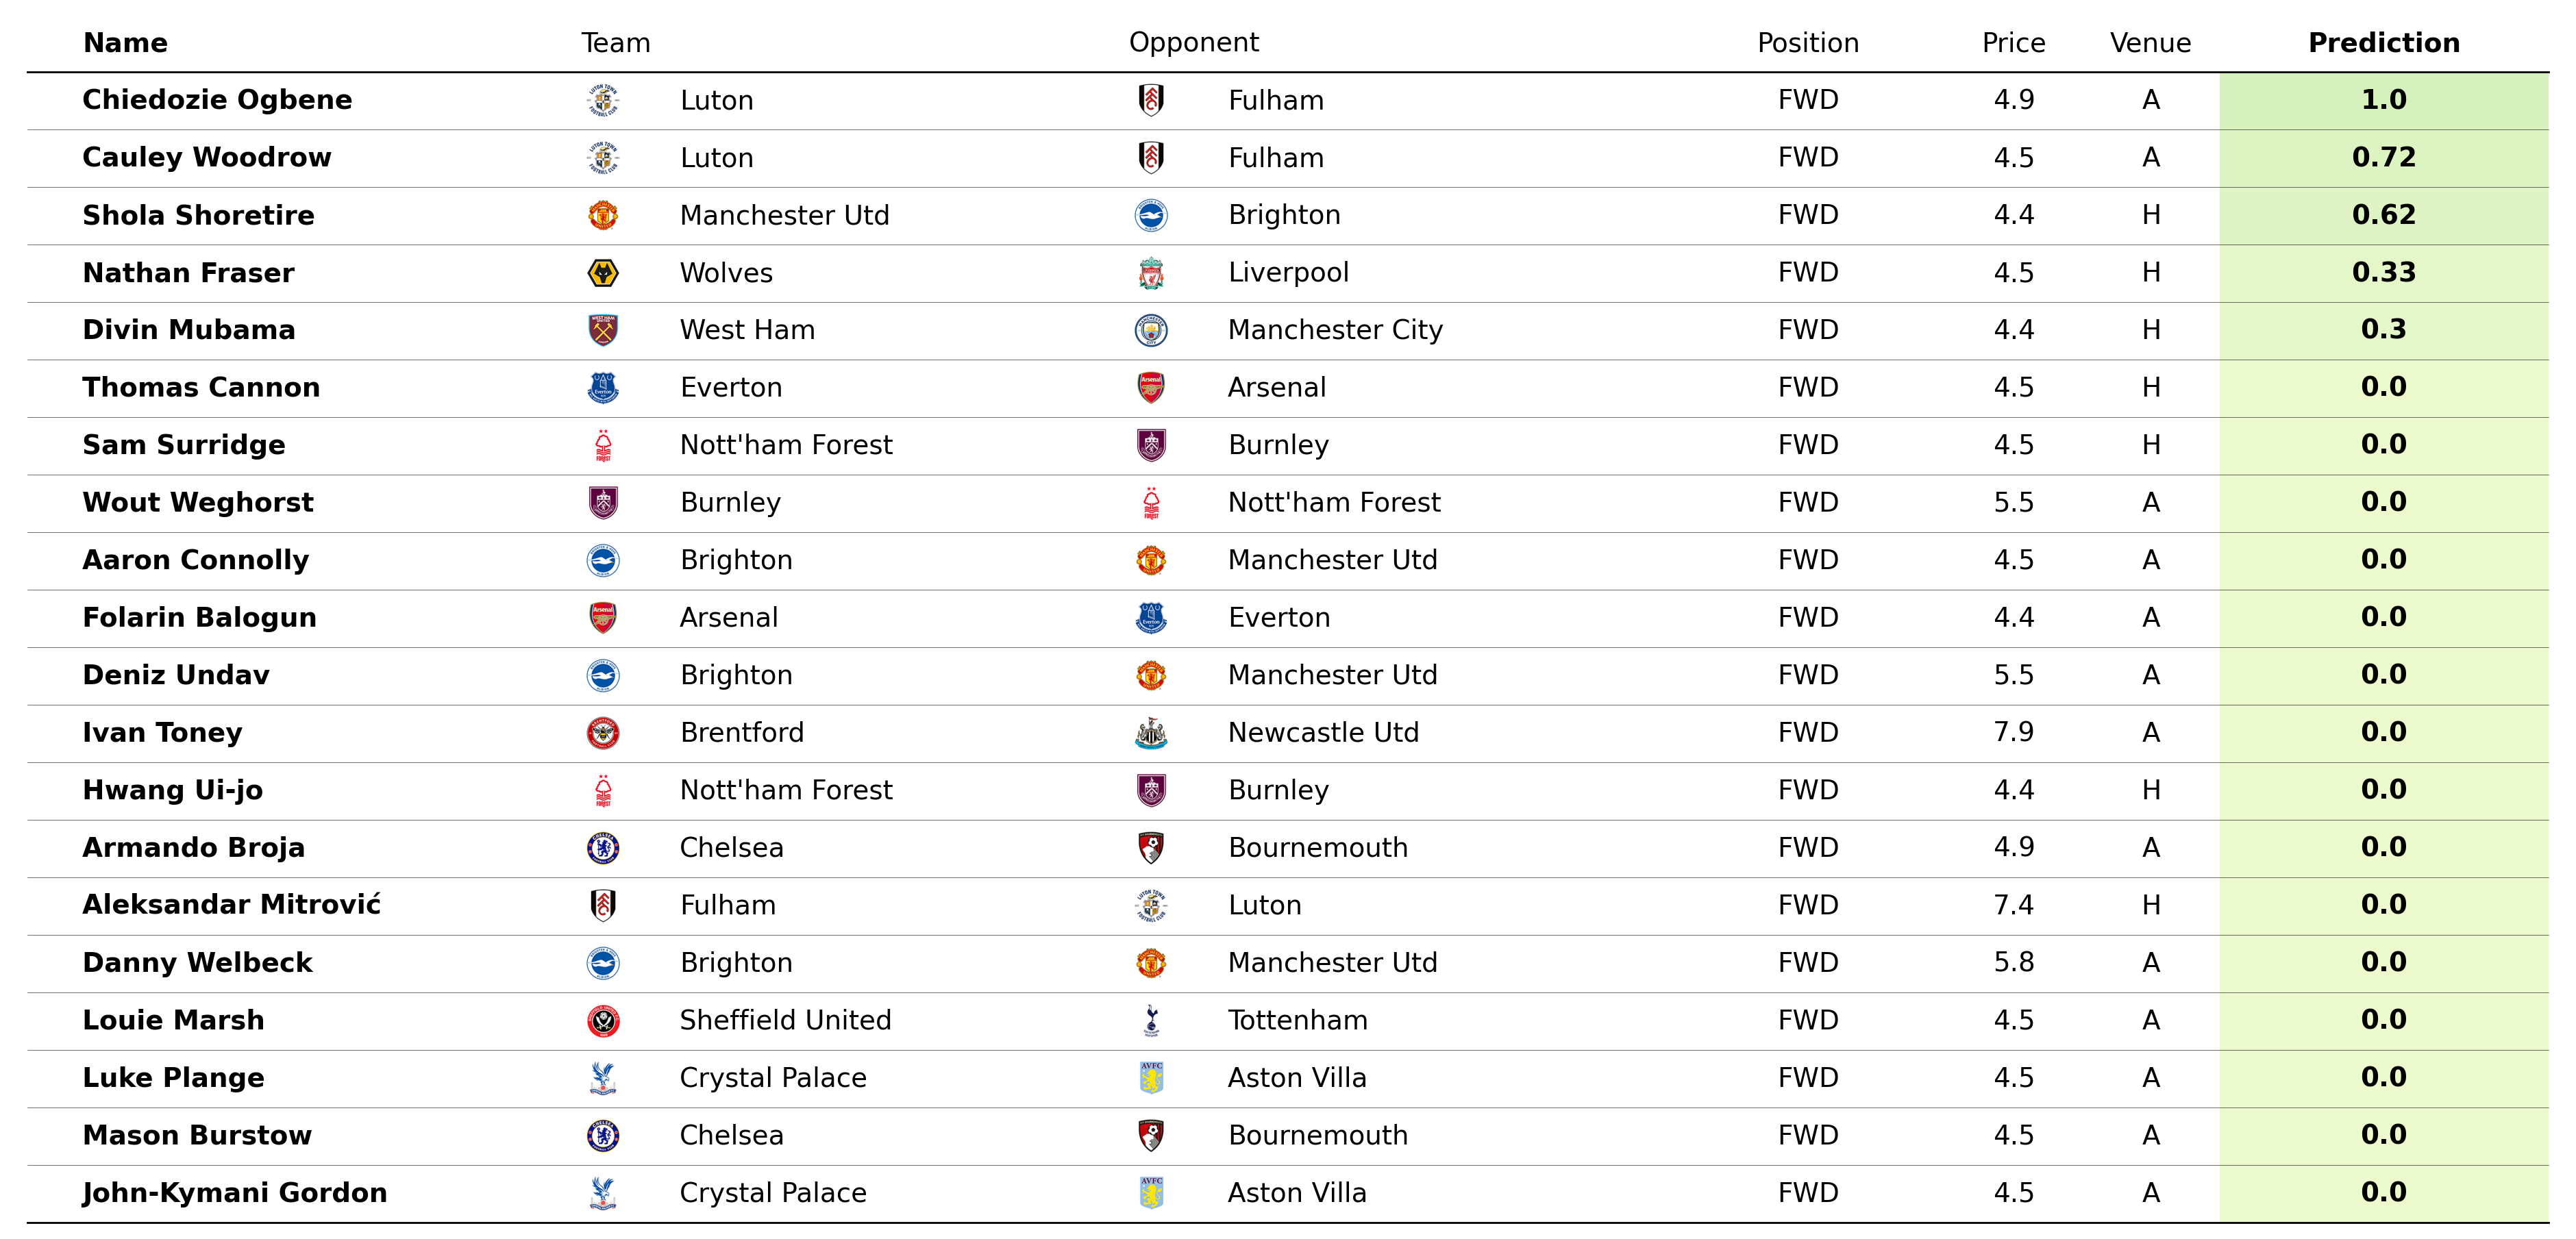 Name Team Opponent Position Price Venue Prediction
Chiedozie Ogbene Luton Fulham FWD 4.9 A 1.0
Cauley Woodrow Luton Fulham FWD 4.5 A 0.72
Shola Shoretire Manchester Utd Brighton FWD 4.4 H 0.62
Nathan Fraser Wolves Liverpool FWD 4.5 H 0.33
Divin Mubama West Ham Manchester City FWD 4.4 H 0.3
Thomas Cannon Everton Arsenal FWD 4.5 H 0.0
Sam Surridge Nott'ham Forest Burnley FWD 4.5 H 0.0
Wout Weghorst Burnley Nott'ham Forest FWD 5.5 A 0.0
Aaron Connolly Brighton Manchester Utd FWD 4.5 A 0.0
Folarin Balogun Arsenal Everton FWD 4.4 A 0.0
Deniz Undav Brighton Manchester Utd FWD 5.5 A 0.0
Ivan Toney Brentford Newcastle Utd FWD 7.9 A 0.0
Hwang Ui-jo Nott'ham Forest Burnley FWD 4.4 H 0.0
Armando Broja Chelsea Bournemouth FWD 4.9 A 0.0
Aleksandar Mitrović Fulham Luton FWD 7.4 H 0.0
Danny Welbeck Brighton Manchester Utd FWD 5.8 A 0.0
Louie Marsh Sheffield United Tottenham FWD 4.5 A 0.0
Luke Plange Crystal Palace Aston Villa FWD 4.5 A 0.0
Mason Burstow Chelsea Bournemouth FWD 4.5 A 0.0
John-Kymani Gordon Crystal Palace Aston Villa FWD 4.5 A 0.0